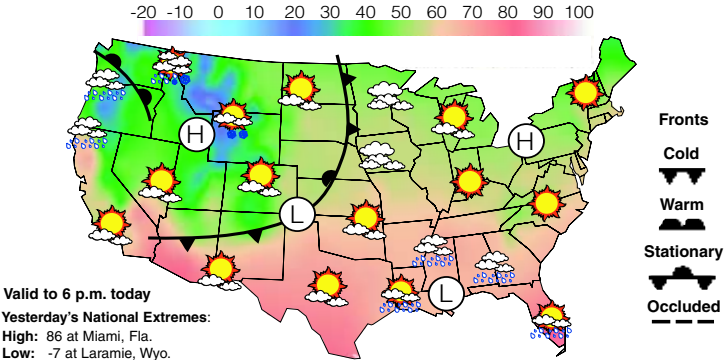 -20 -10 0 10 20 30 40 50 60 70 80 90 100
H
H
L
L
Fronts
Cold
Warm
Stationary
Occluded
Valid to 6 p.m. today
Yesterday's National Extremes:
High: 86 at Miami, Fla.
Low: -7 at Laramie, Wyo.